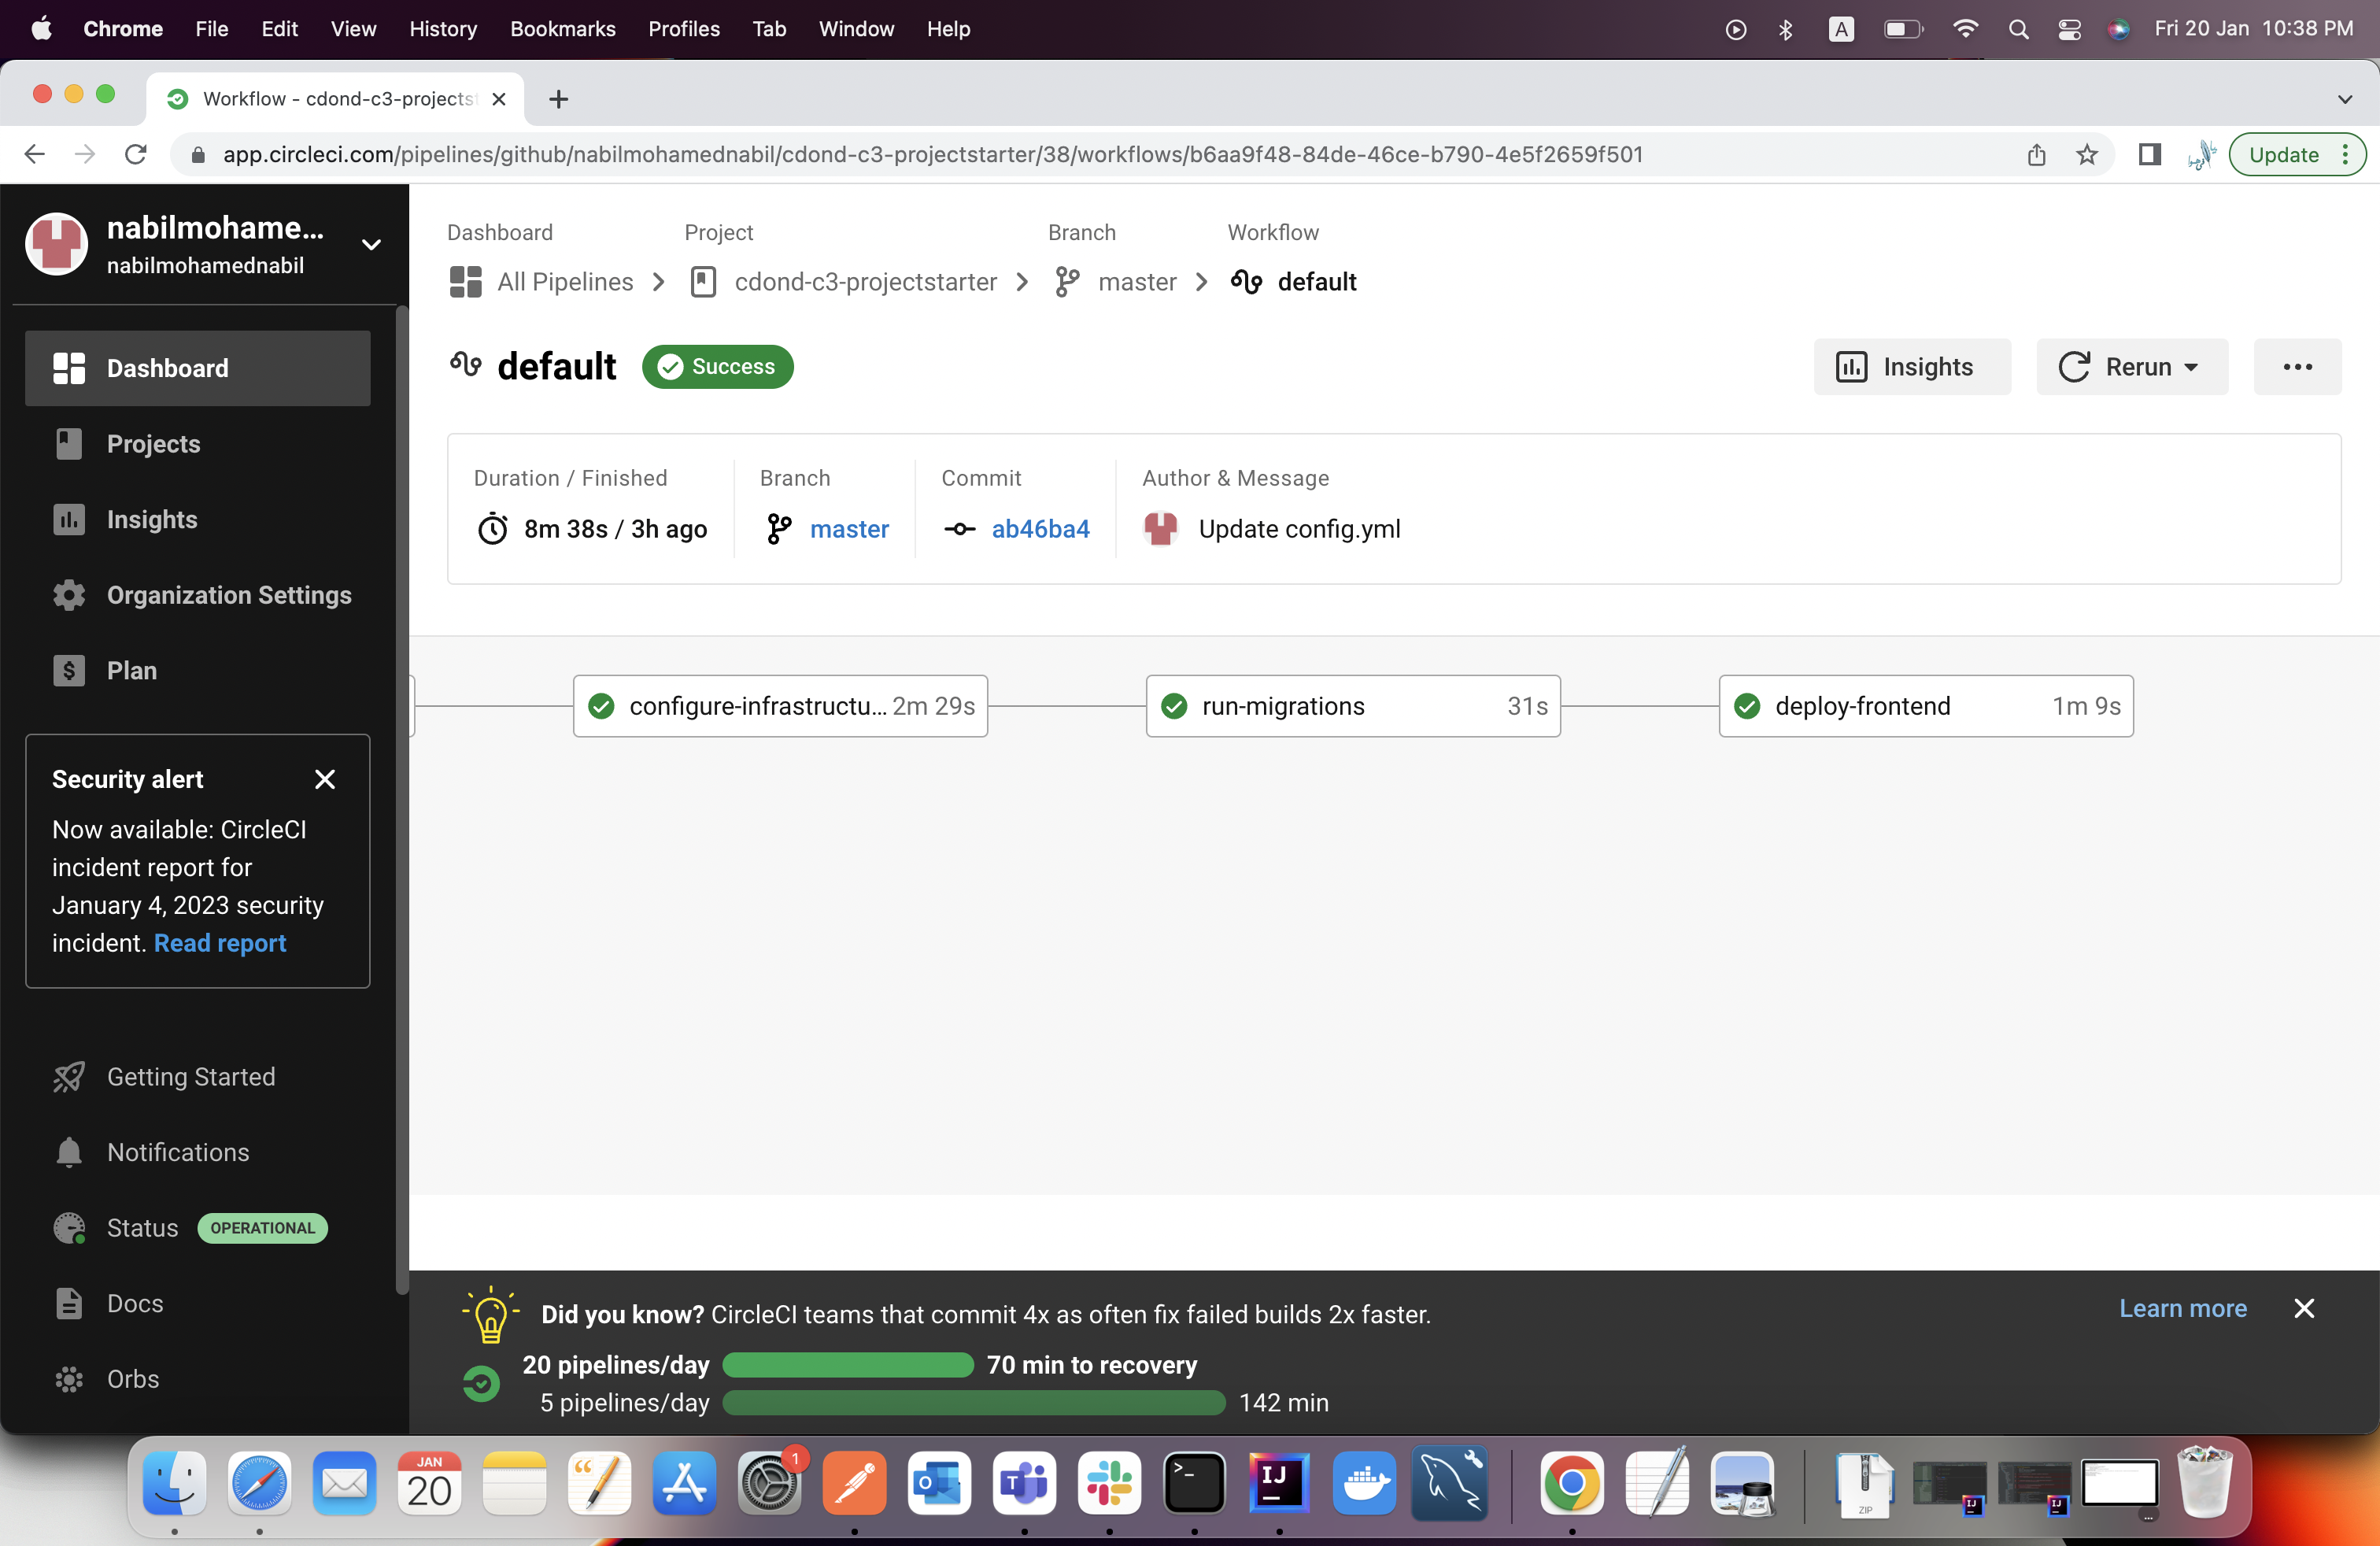 Chrome File Edit View History Bookmarks Profiles Tab Window Help A Fri 20 Jan 10:38 PM
Workflow - cdond-c3-projectst
app.circleci.com/pipelines/github/nabilmohamednabil/cdond-c3-projectstarter/38/workflows/b6aa9f48-84de-46ce-b790-4e5f2659f501 Update
nabilmohame...
nabilmohamednabil
Dashboard
Projects
Insights
Organization Settings
$ Plan
Security alert
Now available: CircleCI
incident report for
January 4, 2023 security
incident. Read report
Getting Started
Notifications
Status OPERATIONAL
Docs
Orbs
Dashboard Project Branch Workflow
All Pipelines cdond-c3-projectstarter master default
default Success Insights Rerun ...
Duration / Finished Branch Commit Author & Message
8m 38s / 3h ago master ab46ba4 Update config.yml
configure-infrastructu... 2m 29s run-migrations 31s deploy-frontend 1m 9s
Did you know? CircleCI teams that commit 4x as often fix failed builds 2x faster. Learn more
20 pipelines/day 70 min to recovery
5 pipelines/day 142 min
JAN
20
1
O
T
>_
IJ
ZIP
IJ
IJ